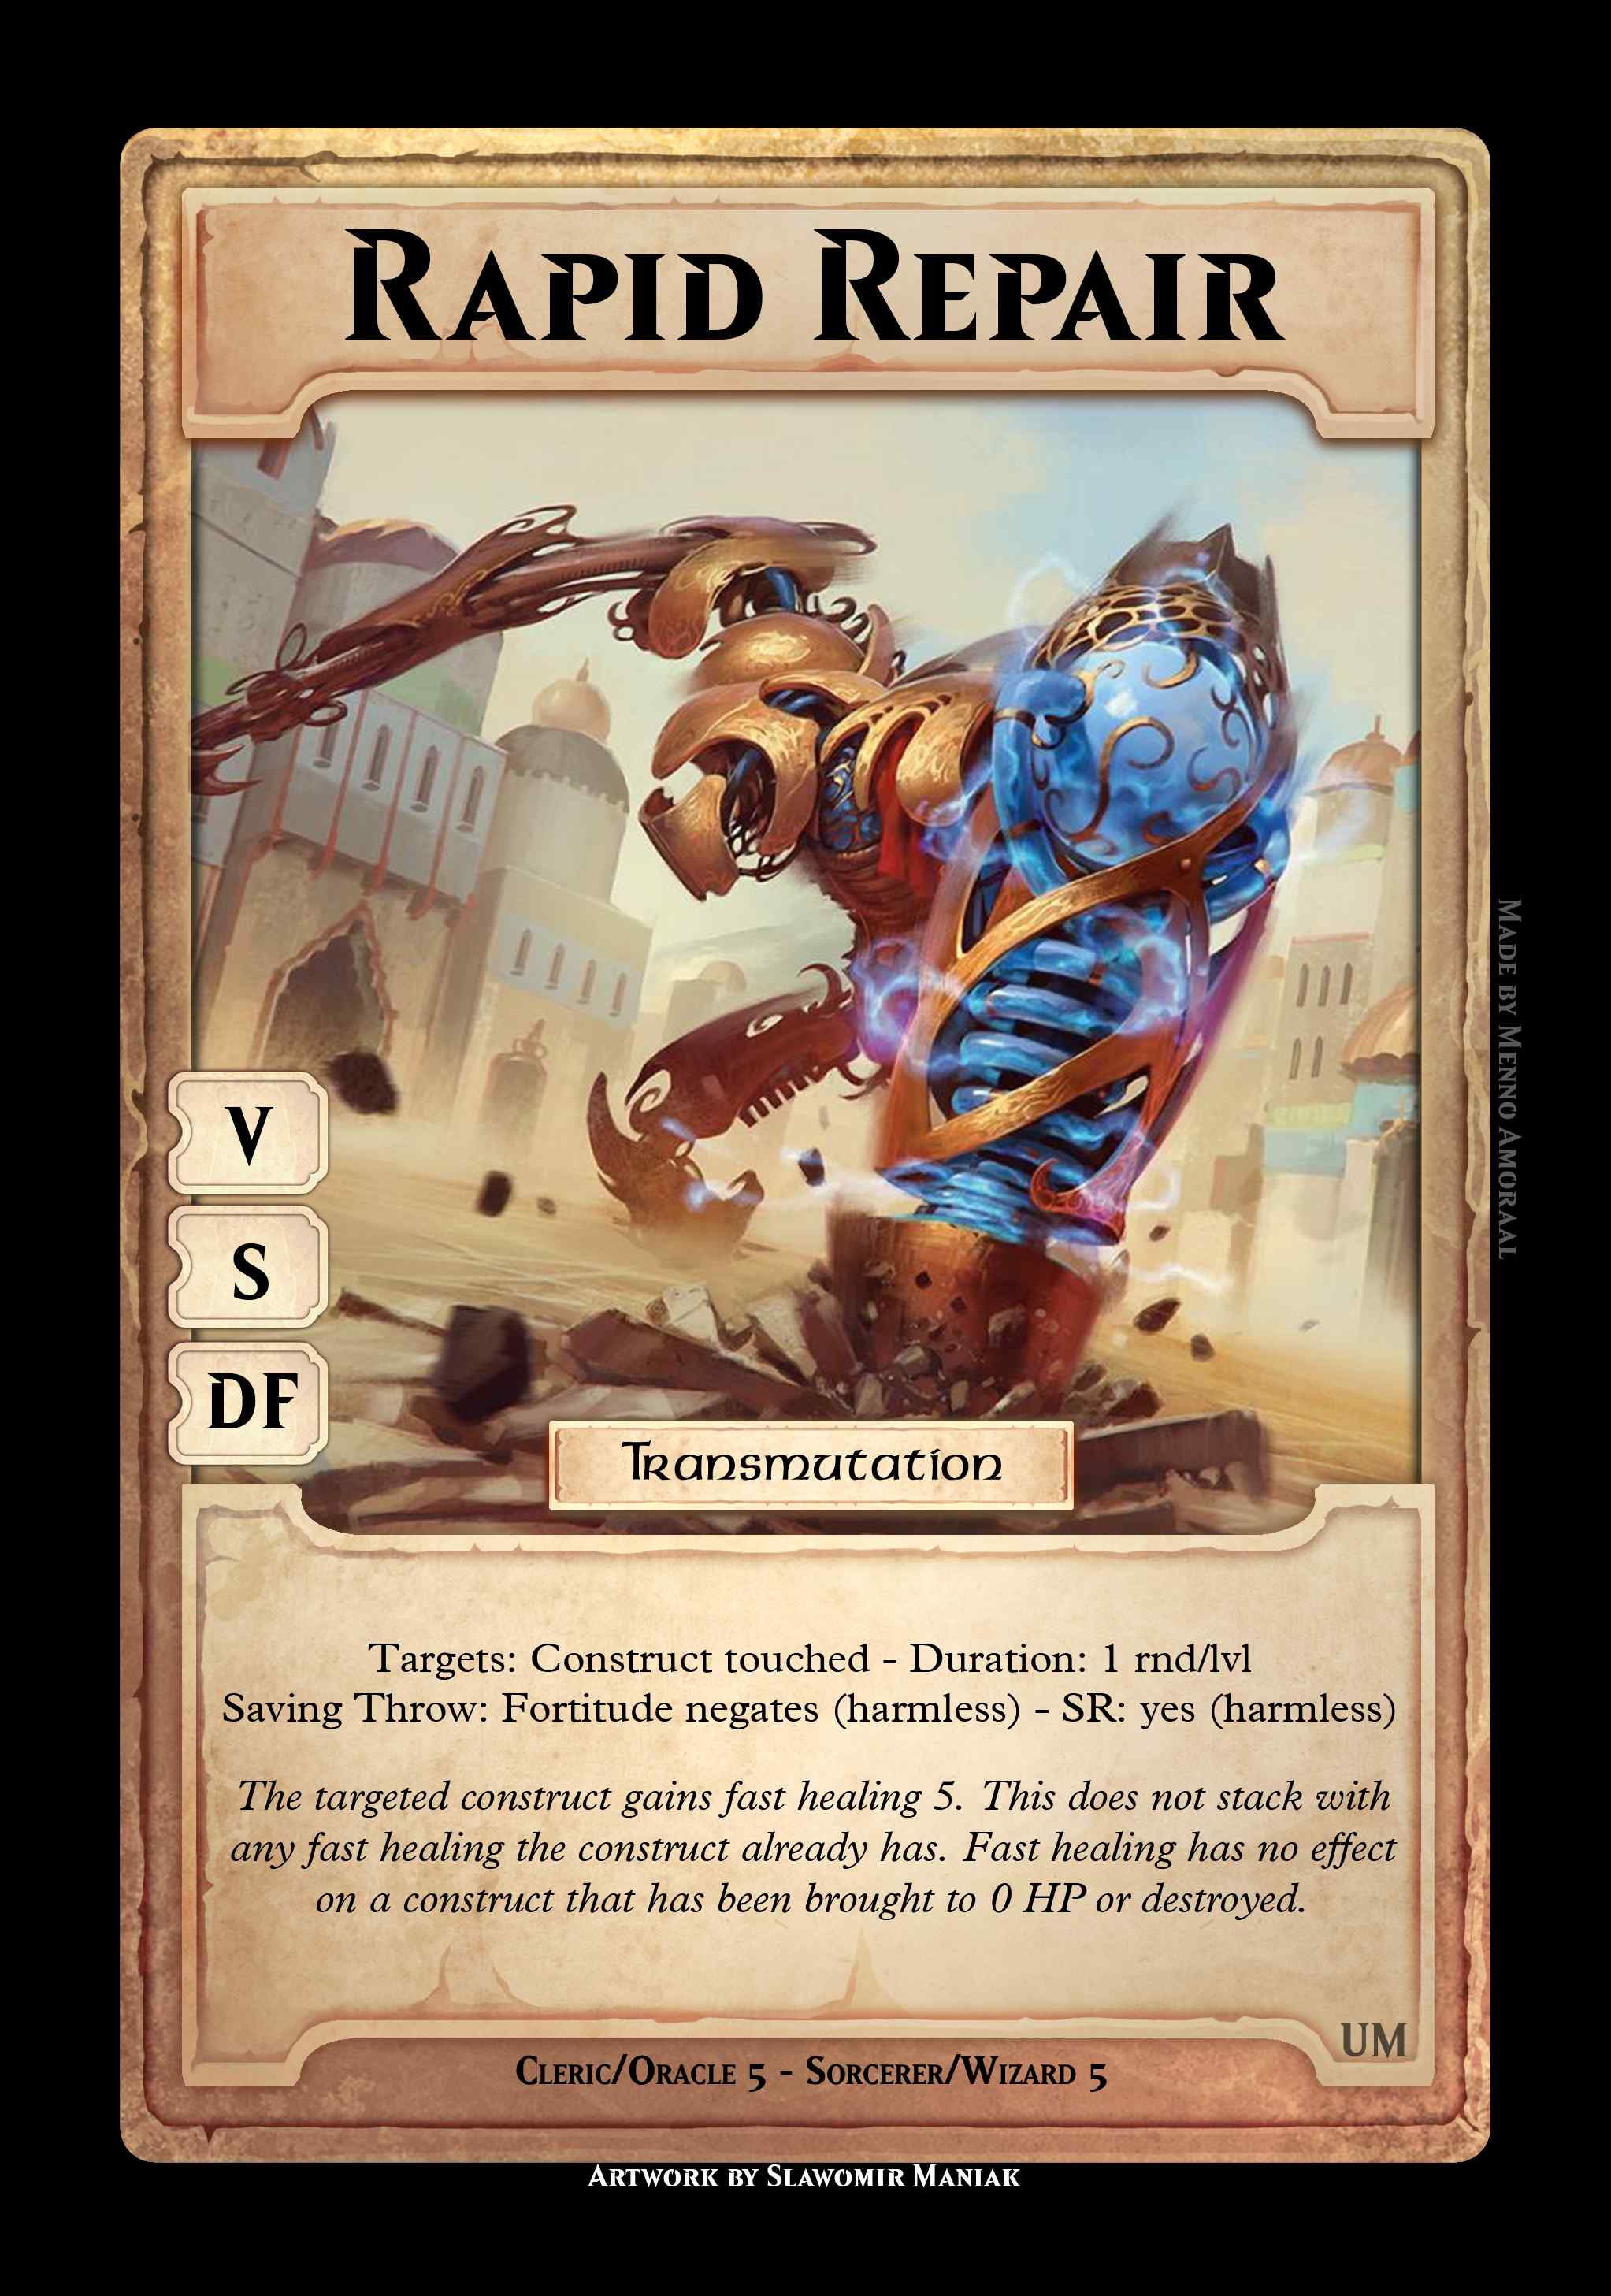 Rapid Repair
V
S
DF
Transmutation
Targets: Construct touched - Duration: 1 rnd/lvl
Saving Throw: Fortitude negates (harmless) - SR: yes (harmless)
The targeted construct gains fast healing 5. This does not stack with
any fast healing the construct already has. Fast healing has no effect
on a construct that has been brought to 0 HP or destroyed.
UM
Cleric/Oracle 5 - Sorcerer/Wizard 5
Artwork by Slawomir Maniak
Made by Menno Amoraal